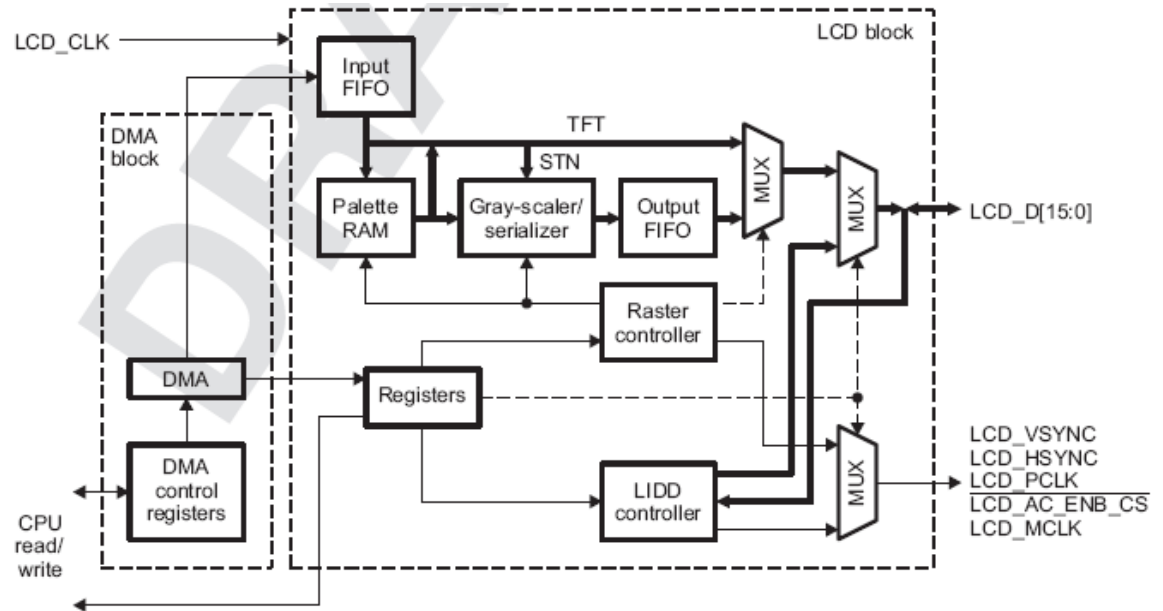 LCD_CLK
LCD block
Input
FIFO
DMA
block
TFT
STN
MUX
MUX
Palette
RAM
Gray-scaler/
serializer
Output
FIFO
LCD_D[15:0]
Raster
controller
DMA
Registers
DMA
control
registers
LIDD
controller
MUX
LCD_VSYNC
LCD_HSYNC
LCD_PCLK
LCD_AC_ENB_CS
LCD_MCLK
CPU
read/
write
DRA